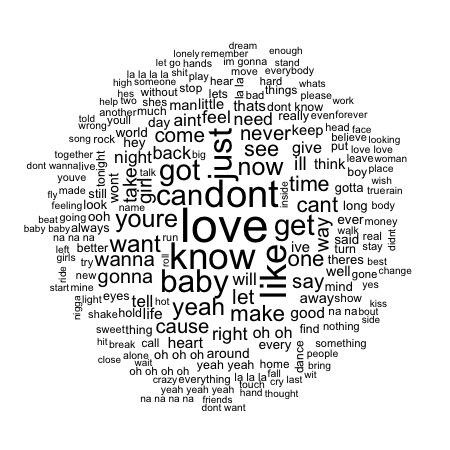 dream
lonely remember enough
let go hands im gonna stand
la la la la shit play move everybody
high someone stop hear la la hard whats
hes without lets la bad things please
help two shes man little thats dont know work
another much day aint feel need really even forever
told youll come just never keep head face
wrong world see give put believe looking
song rock hey back big love love
together night got now ill think leave woman
dont wanna live. talk boy place
youve tonight take girl can dont inside time gotta wish
fly made still wont true rain
feeling look name youre cant long body
beat going ooh love get way ever money
baby baby always walk
na na na want run know like ive said real didnt
left better turn stay
girls try wanna roll one theres best
ride new gonna baby will say well gone change
start mine mind yes
nigga light eyes tell hot yeah let away show kiss
shake hold life make good na na bout
side
sweet thing cause right oh oh find nothing
hit break call heart every dance something
close alone oh oh oh around people
wait yeah yeah home bring
oh oh oh oh fall wit
crazy everything la la la cry last
yeah yeah yeah touch hand thought
na na na na friends
dont want